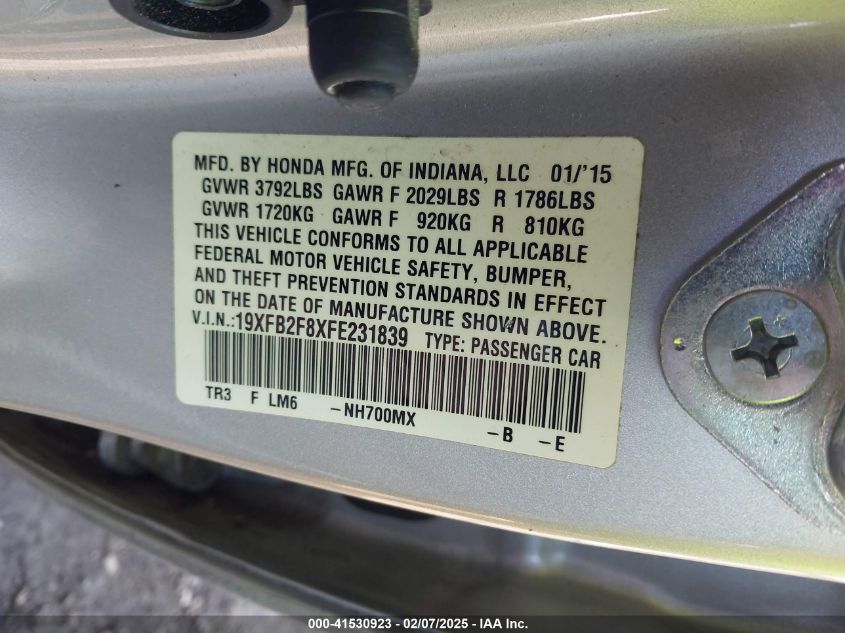 MFD. BY HONDA MFG. OF INDIANA, LLC 01/'15
GVWR 3792LBS GAWR F 2029LBS R 1786LBS
GVWR 1720KG GAWR F 920KG R 810KG
THIS VEHICLE CONFORMS TO ALL APPLICABLE
FEDERAL MOTOR VEHICLE SAFETY, BUMPER,
AND THEFT PREVENTION STANDARDS IN EFFECT
ON THE DATE OF MANUFACTURE SHOWN ABOVE.
V.I.N.:19XFB2F8XFE231839 TYPE: PASSENGER CAR
TR3 F LM6 -NH700MX -B -E
000-41530923 - 02/07/2025 - IAA Inc.